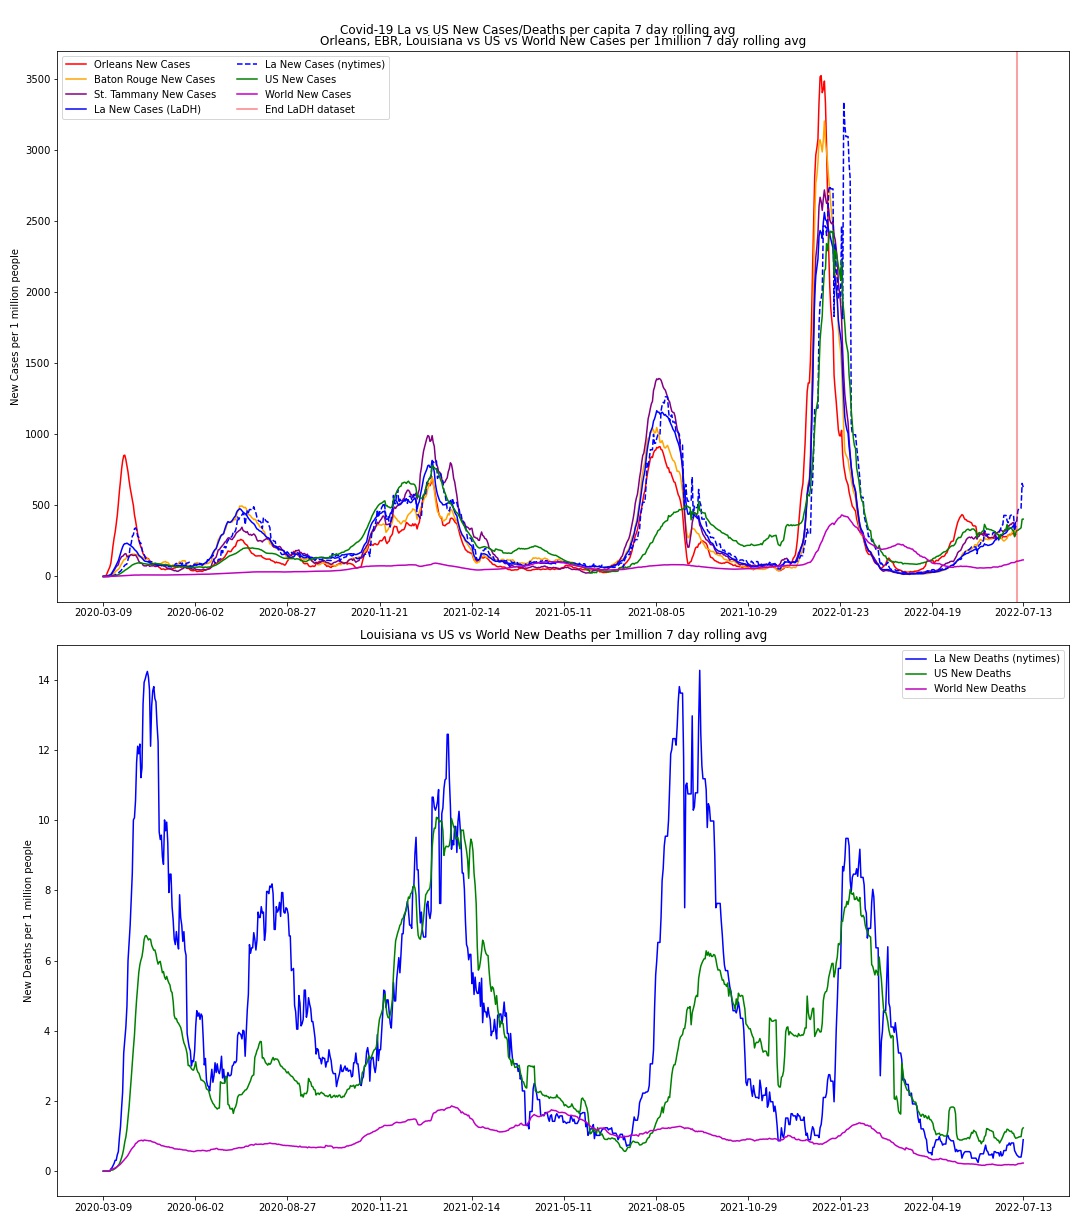 Covid-19 La vs US New Cases/Deaths per capita 7 day rolling avg
Orleans, EBR, Louisiana vs US vs World New Cases per 1million 7 day rolling avg
Orleans New Cases
Baton Rouge New Cases
St. Tammany New Cases
La New Cases (LaDH)
La New Cases (nytimes)
US New Cases
World New Cases
End LaDH dataset
New Cases per 1 million people
3500
3000
2500
2000
1500
1000
500
0
2020-03-09 2020-06-02 2020-08-27 2020-11-21 2021-02-14 2021-05-11 2021-08-05 2021-10-29 2022-01-23 2022-04-19 2022-07-13
Louisiana vs US vs World New Deaths per 1million 7 day rolling avg
La New Deaths (nytimes)
US New Deaths
World New Deaths
New Deaths per 1 million people
14
12
10
8
6
4
2
0
2020-03-09 2020-06-02 2020-08-27 2020-11-21 2021-02-14 2021-05-11 2021-08-05 2021-10-29 2022-01-23 2022-04-19 2022-07-13